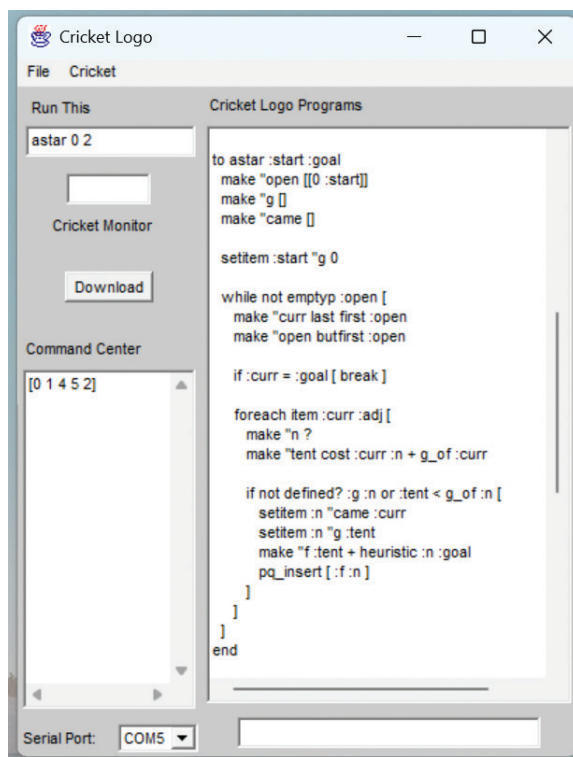 Cricket Logo
File Cricket
Run This
astar 0 2
Cricket Monitor
Download
Command Center
[0 1 4 5 2]
Serial Port: COM5
Cricket Logo Programs
to astar :start :goal
make "open [[0 :start]]
make "g []
make "came []
setitem :start "g 0
while not emptyp :open [
make "curr last first :open
make "open butfirst :open
if :curr = :goal [ break ]
foreach item :curr :adj [
make "n ?
make "tent cost :curr :n + g_of :curr
if not defined? :g :n or :tent < g_of :n [
setitem :n "came :curr
setitem :n "g :tent
make "f :tent + heuristic :n :goal
pq_insert [ :f :n ]
]
]
]
end